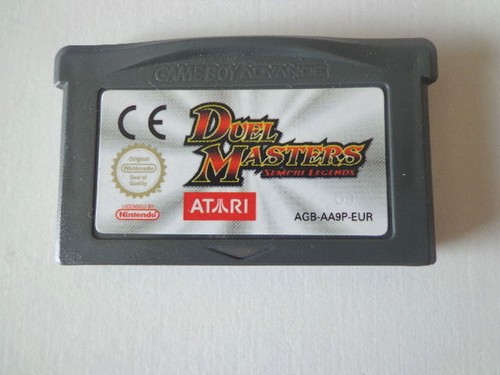 GAME BOY ADVANCE
CE
DUEL
MASTERS
SEMPAI LEGENDS
Original
Nintendo
Seal of
Quality
LICENSED BY
Nintendo
ATARI
AGB-AA9P-EUR